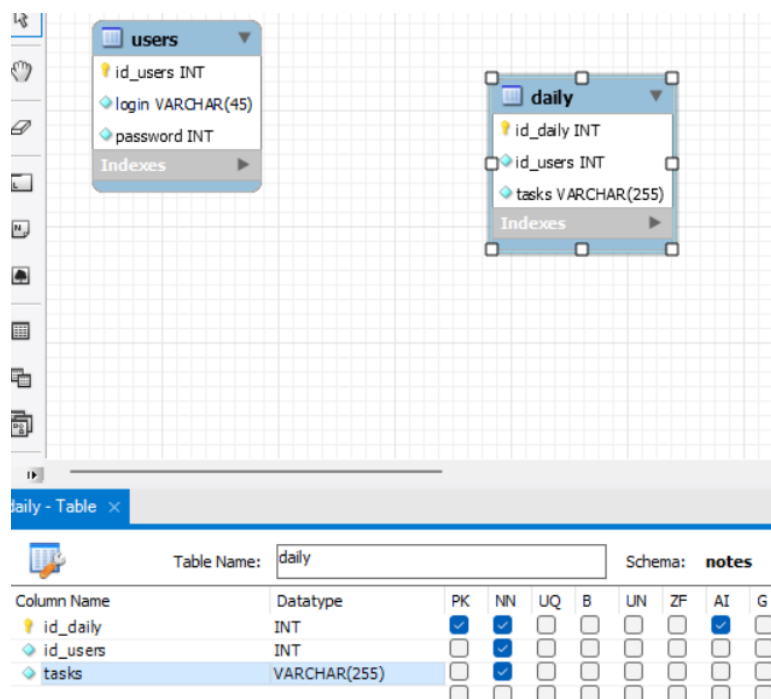 users
id_users INT
login VARCHAR(45)
password INT
Indexes
daily
id_daily INT
id_users INT
tasks VARCHAR(255)
Indexes
daily - Table
Table Name: daily Schema: notes
Column Name Datatype PK NN UQ B UN ZF AI G
id_daily INT
id_users INT
tasks VARCHAR(255)